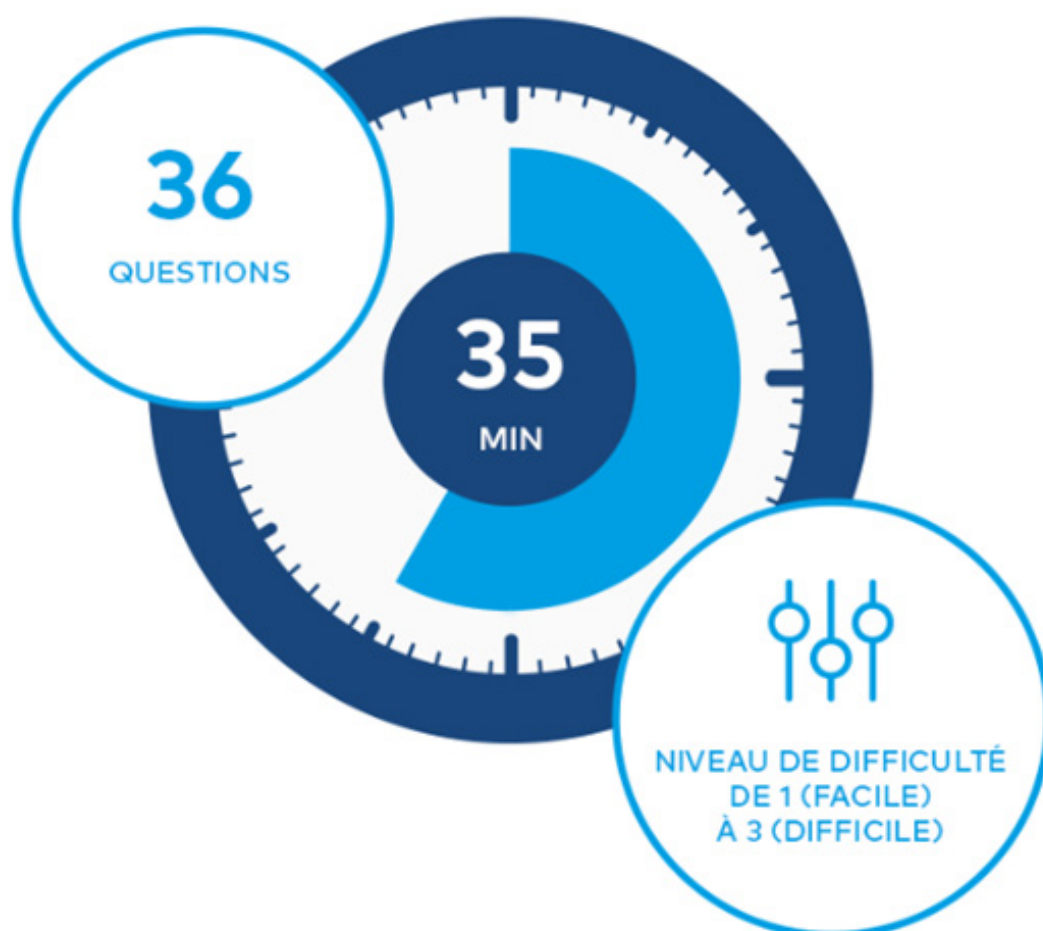 36
QUESTIONS
35
MIN
NIVEAU DE DIFFICULTÉ
DE 1 (FACILE)
À 3 (DIFFICILE)